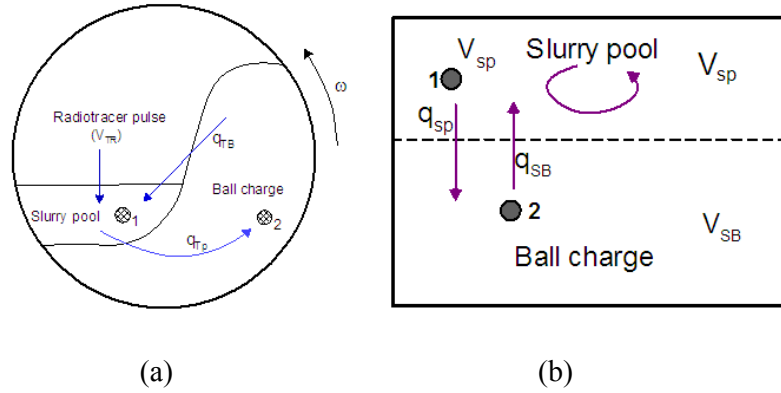 ω
Radiotracer pulse
(V_TR)
q_TB
Ball charge
Slurry pool
1
2
q_Tp
(a)
V_sp
Slurry pool
V_sp
1
q_sp
q_SB
2
V_SB
Ball charge
(b)